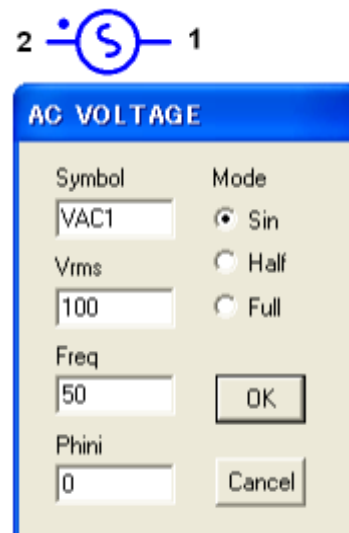 2 S 1
AC VOLTAGE
Symbol Mode
VAC1 Sin
Vrms Half
100 Full
Freq
50 OK
Phini
0 Cancel